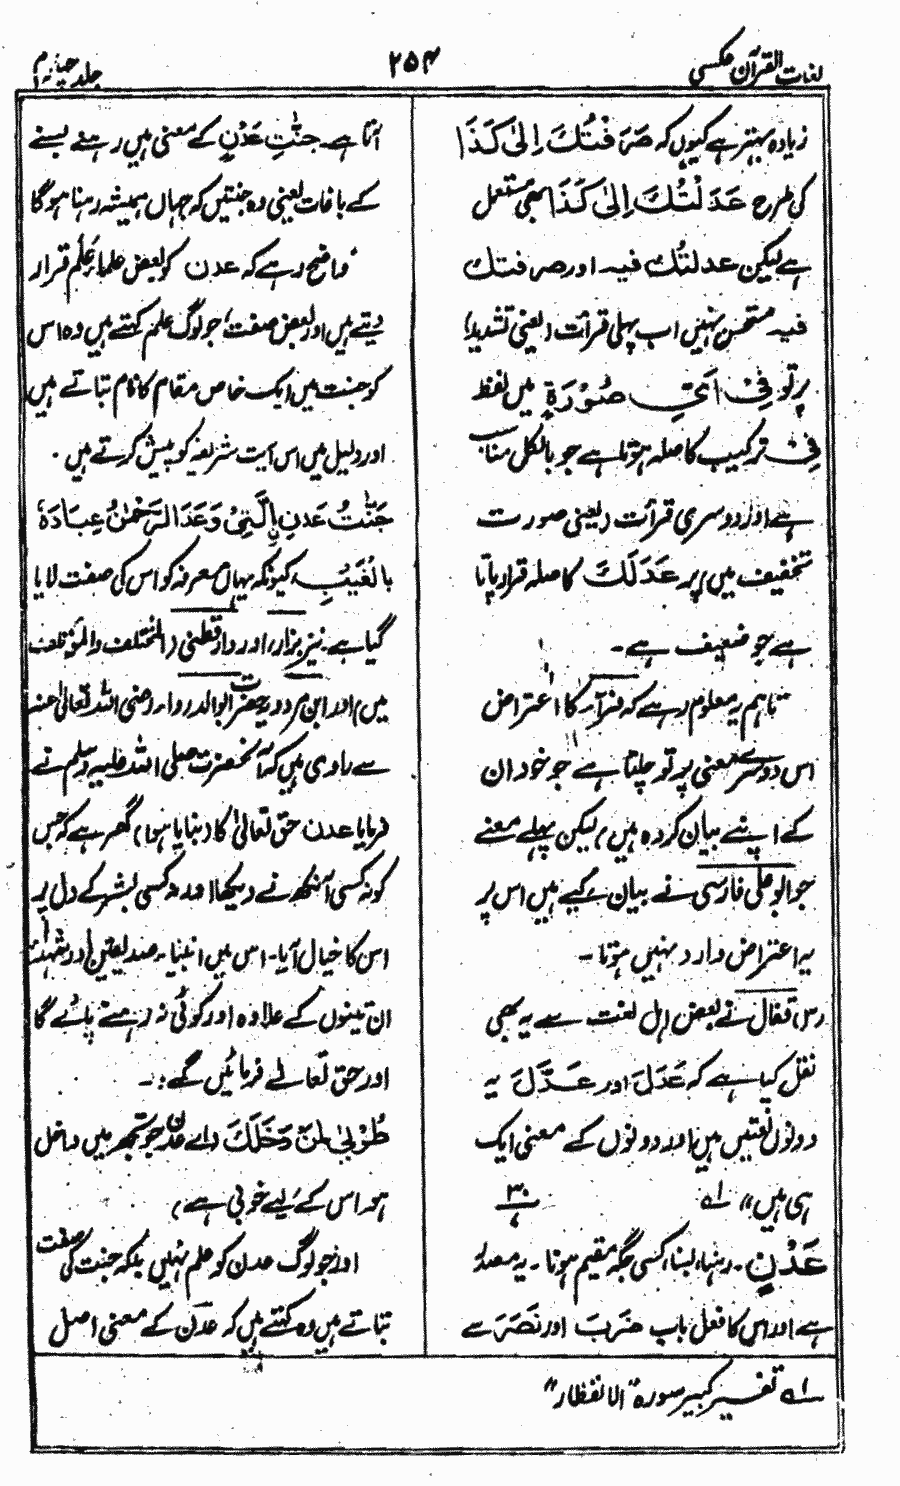 لغات القرآن عکسی
۲۵۴
جلد چہارم
زیادہ بہتر ہے کیوں کہ صَرَفْتُكَ اِلىٰ كَذَا
کی طرح عَدَلْتُكَ اِلىٰ كَذَا بھی مستعمل
ہے لیکن عدلتُك فیہ اور صرفتك
فیہ مستحسن نہیں اب پہلی قرأت (یعنی تشدید)
پر تو فِيْ اَيِّ صُوْرَةٍ میں لفظ
فِيْ ترکیب کا صلہ ہوتا ہے جو بالکل مناسب
ہے اور دوسری قرأت (یعنی صورت
تخفیف میں) پر عَدَلَكَ کا صلہ قرار پاتا
ہے جو ضعیف ہے۔
تاہم یہ معلوم رہے کہ فرآء کا اعتراض
اس دوسرے معنی پر تو چلتا ہے جو خود ان
کے اپنے بیان کردہ ہیں، لیکن پہلے معنے
جو ابو علی فارسی نے بیان کیے ہیں اس پر
یہ اعتراض وارد نہیں ہوتا۔
(س) قفال نے بعض اہل لغت سے یہ بھی
نقل کیا ہے کہ عَدَلَ اور عَدَّلَ یہ
دونوں لغتیں ہیں اور دونوں کے معنی ایک
ہی ہیں" ۱ھ ۳۰
عَدْنٍ ۔ رہنا، بسنا، کسی جگہ مقیم ہونا۔ یہ مصدر
ہے اور اس کا فعل باب ضَرَبَ اور نَصَرَ سے
آتا ہے۔ جَنّٰتِ عَدْنٍ کے معنی ہیں رہنے بسنے
کے باغات یعنی وہ جنتیں کہ جہاں ہمیشہ رہنا ہوگا
واضح رہے کہ عدن کو بعض علماء عَلَم قرار
دیتے ہیں اور بعض صفت، جو لوگ علم کہتے ہیں وہ اس
کو جنت میں ایک خاص مقام کا نام بتاتے ہیں
اور دلیل میں اس آیت شریفہ کو پیش کرتے ہیں ۔
جَنّٰتُ عَدْنِ اِلَّتِيْ وَعَدَ الرَّحْمٰنُ عِبَادَهٗ
بِالْغَيْبِ، کیونکہ یہاں معرفہ کو اس کی صفت لایا
گیا ہے۔ نیز بزار، اور دارقطنی (المختلف والمؤتلف
میں) اور ابن مردویہ حضرت ابوالدرداء رضی اللہ تعالیٰ عنہ
سے راوی ہیں کہ آنحضرت صلی اللہ علیہ وسلم نے
فرمایا عدن حق تعالیٰ کا (بنایا ہوا) گھر ہے کہ جس
کو نہ کسی آنکھ نے دیکھا اور نہ کسی بشر کے دل پر
اس کا خیال آیا۔ اس میں انبیا، صدیقین اور شہداء
ان تینوں کے علاوہ اور کوئی نہ رہنے پائے گا
اور حق تعالےٰ فرمائیں گے:۔
طُوْبىٰ لِمَنْ دَخَلَكَ (اے عدن جو تجھ میں داخل
ہو اس کے لیے خوبی ہے)
اور جو لوگ عدن کو علم نہیں بلکہ جنت کی صفت
بتاتے ہیں وہ کہتے ہیں کہ عدن کے معنی اصل
۱ھ تفسیر کبیر سورہ "الانفطار"